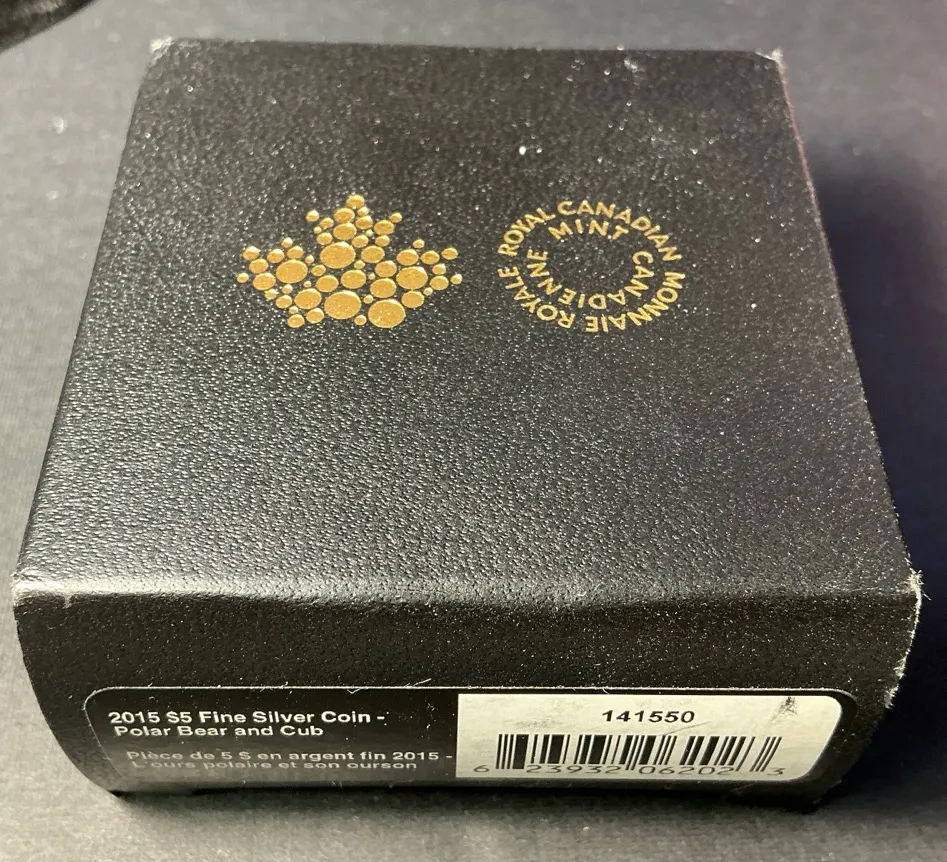 ROYAL CANADIAN MINT
MONNAIE ROYALE CANADIENNE
2015 $5 Fine Silver Coin -
Polar Bear and Cub
Pièce de 5 $ en argent fin 2015 -
L'ours polaire et son ourson
141550
6 23932 06202 3